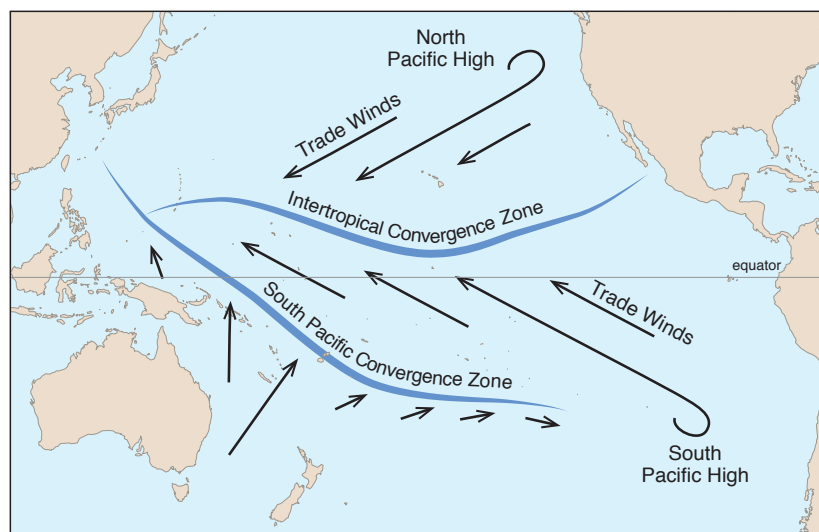 North
Pacific High
Trade Winds
Intertropical Convergence Zone
equator
Trade Winds
South Pacific Convergence Zone
South
Pacific High